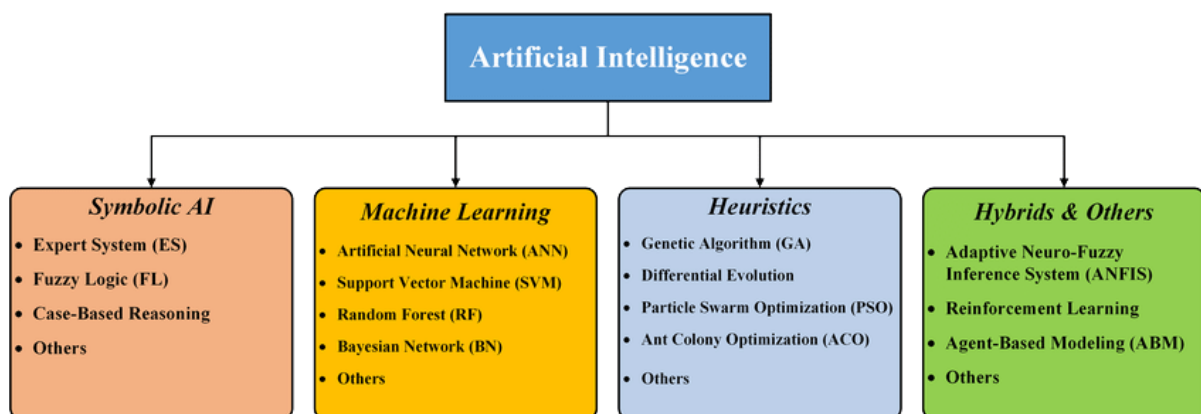 Artificial Intelligence
Symbolic AI
• Expert System (ES)
• Fuzzy Logic (FL)
• Case-Based Reasoning
• Others
Machine Learning
• Artificial Neural Network (ANN)
• Support Vector Machine (SVM)
• Random Forest (RF)
• Bayesian Network (BN)
• Others
Heuristics
• Genetic Algorithm (GA)
• Differential Evolution
• Particle Swarm Optimization (PSO)
• Ant Colony Optimization (ACO)
• Others
Hybrids & Others
• Adaptive Neuro-Fuzzy
Inference System (ANFIS)
• Reinforcement Learning
• Agent-Based Modeling (ABM)
• Others